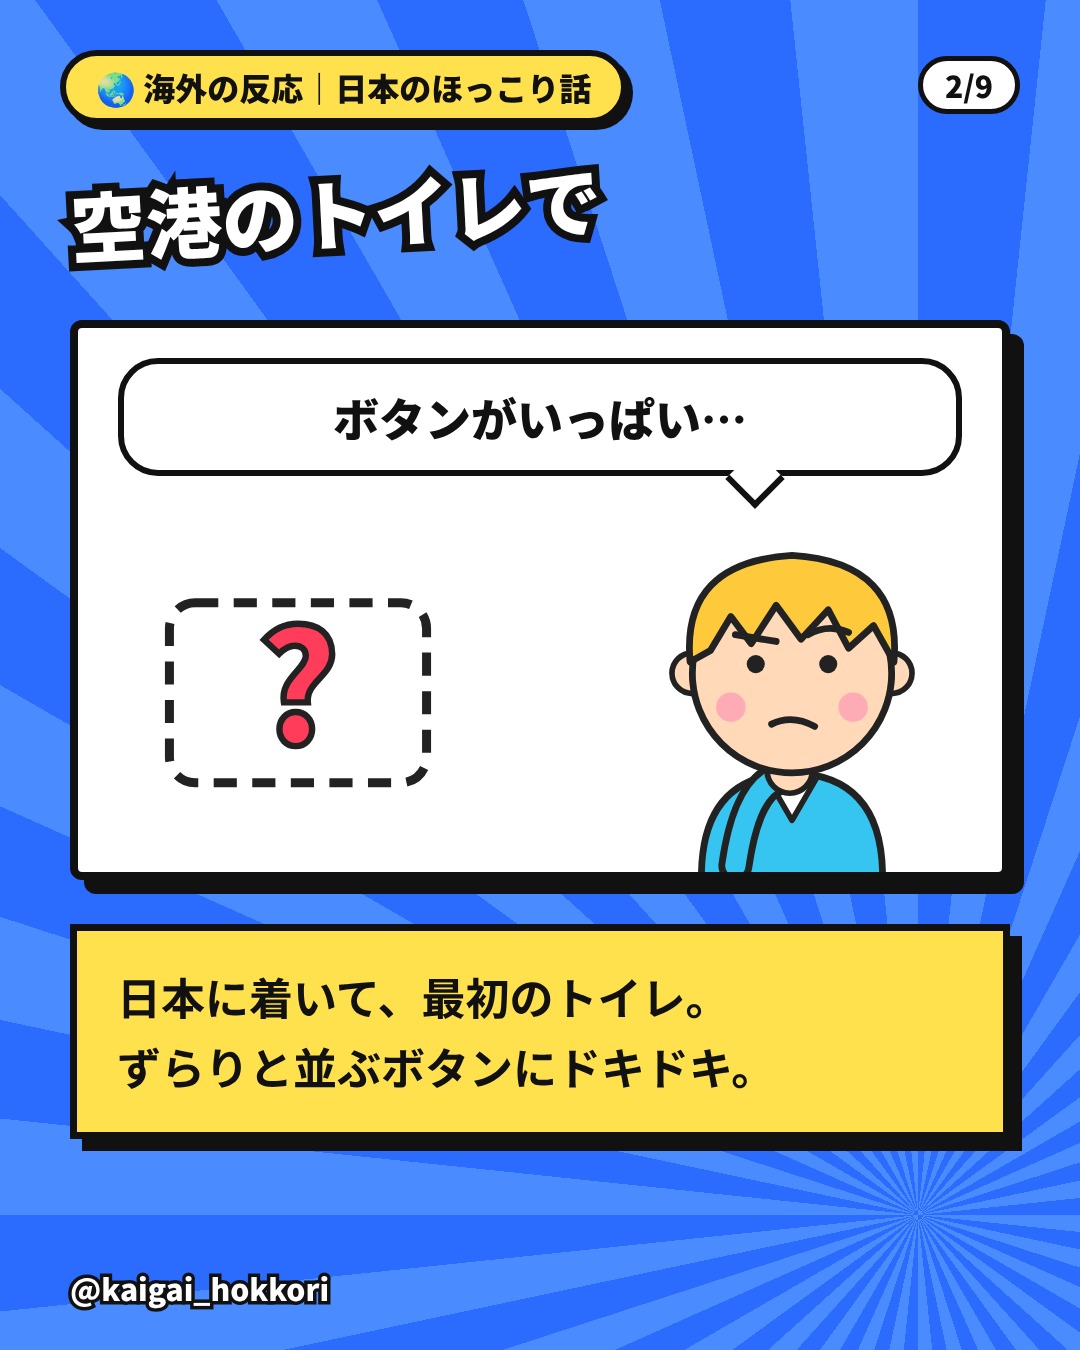 🌏 海外の反応｜日本のほっこり話
2/9
空港のトイレで
ボタンがいっぱい…
?
日本に着いて、最初のトイレ。
ずらりと並ぶボタンにドキドキ。
@kaigai_hokkori